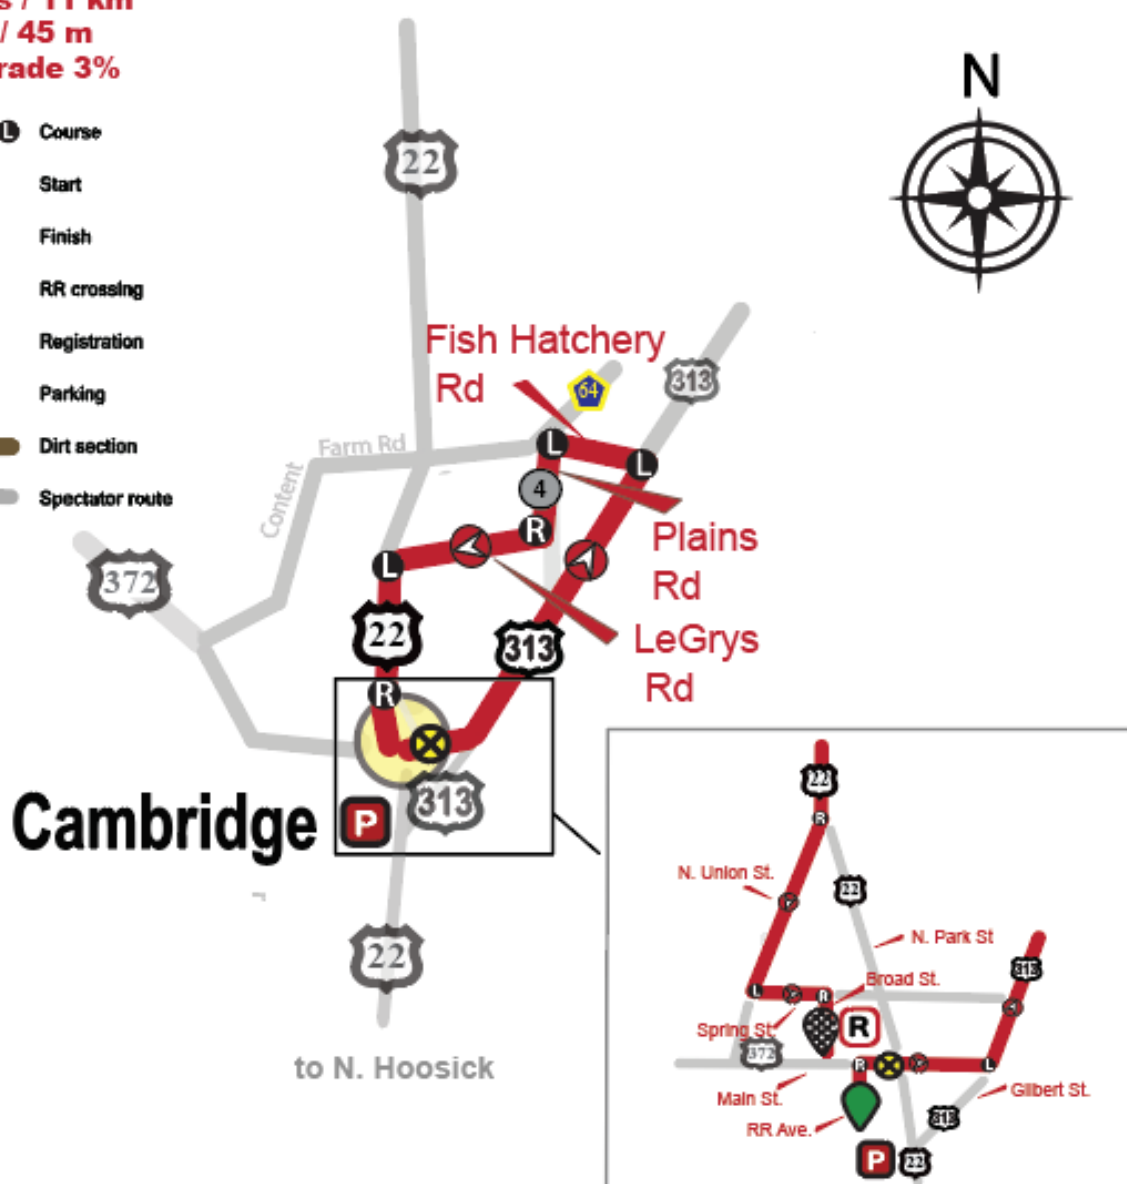 s / 11 km
/ 45 m
rade 3%
L Course
Start
Finish
RR crossing
Registration
Parking
Dirt section
Spectator route
N
22
Fish Hatchery
Rd
64
313
Farm Rd
Content
L
L
4
R
Plains
Rd
372
L
22
313
LeGrys
Rd
R
313
Cambridge
P
22
to N. Hoosick
22
R
N. Union St.
22
N. Park St
313
Broad St.
L
R
Spring St.
R
372
R
L
Main St.
Gilbert St.
313
RR Ave.
P
22